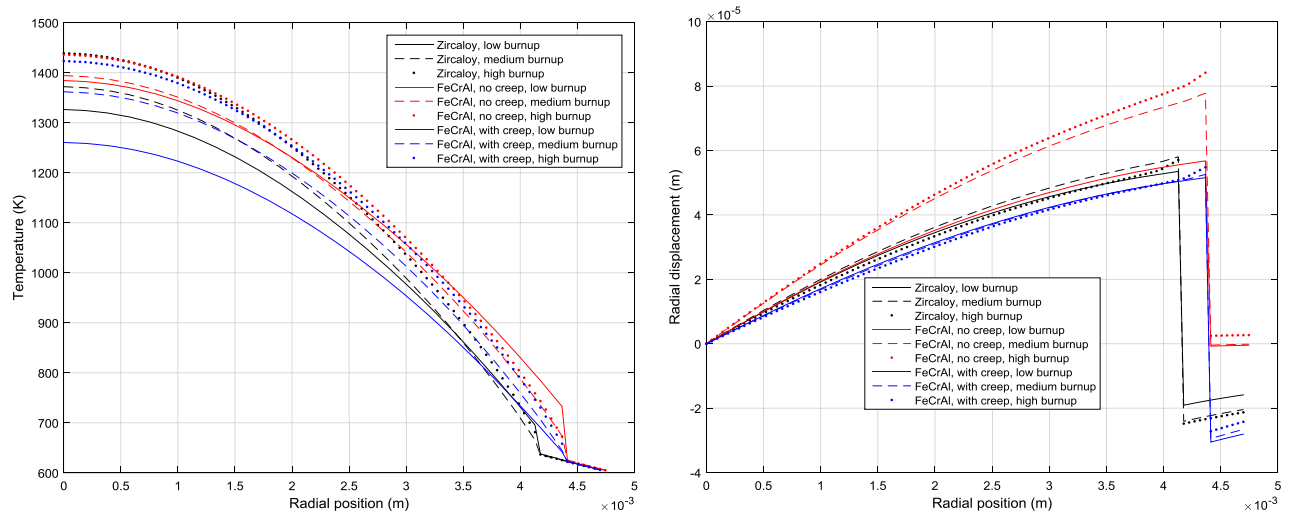 1500
1400
1300
1200
1100
1000
900
800
700
600
Temperature (K)
Zircaloy, low burnup
Zircaloy, medium burnup
Zircaloy, high burnup
FeCrAl, no creep, low burnup
FeCrAl, no creep, medium burnup
FeCrAl, no creep, high burnup
FeCrAl, with creep, low burnup
FeCrAl, with creep, medium burnup
FeCrAl, with creep, high burnup
0 0.5 1 1.5 2 2.5 3 3.5 4 4.5 5
Radial position (m)
×10⁻³
×10⁻⁵
10
8
6
4
2
0
-2
-4
Radial displacement (m)
Zircaloy, low burnup
Zircaloy, medium burnup
Zircaloy, high burnup
FeCrAl, no creep, low burnup
FeCrAl, no creep, medium burnup
FeCrAl, no creep, high burnup
FeCrAl, with creep, low burnup
FeCrAl, with creep, medium burnup
FeCrAl, with creep, high burnup
0 0.5 1 1.5 2 2.5 3 3.5 4 4.5 5
Radial position (m)
×10⁻³